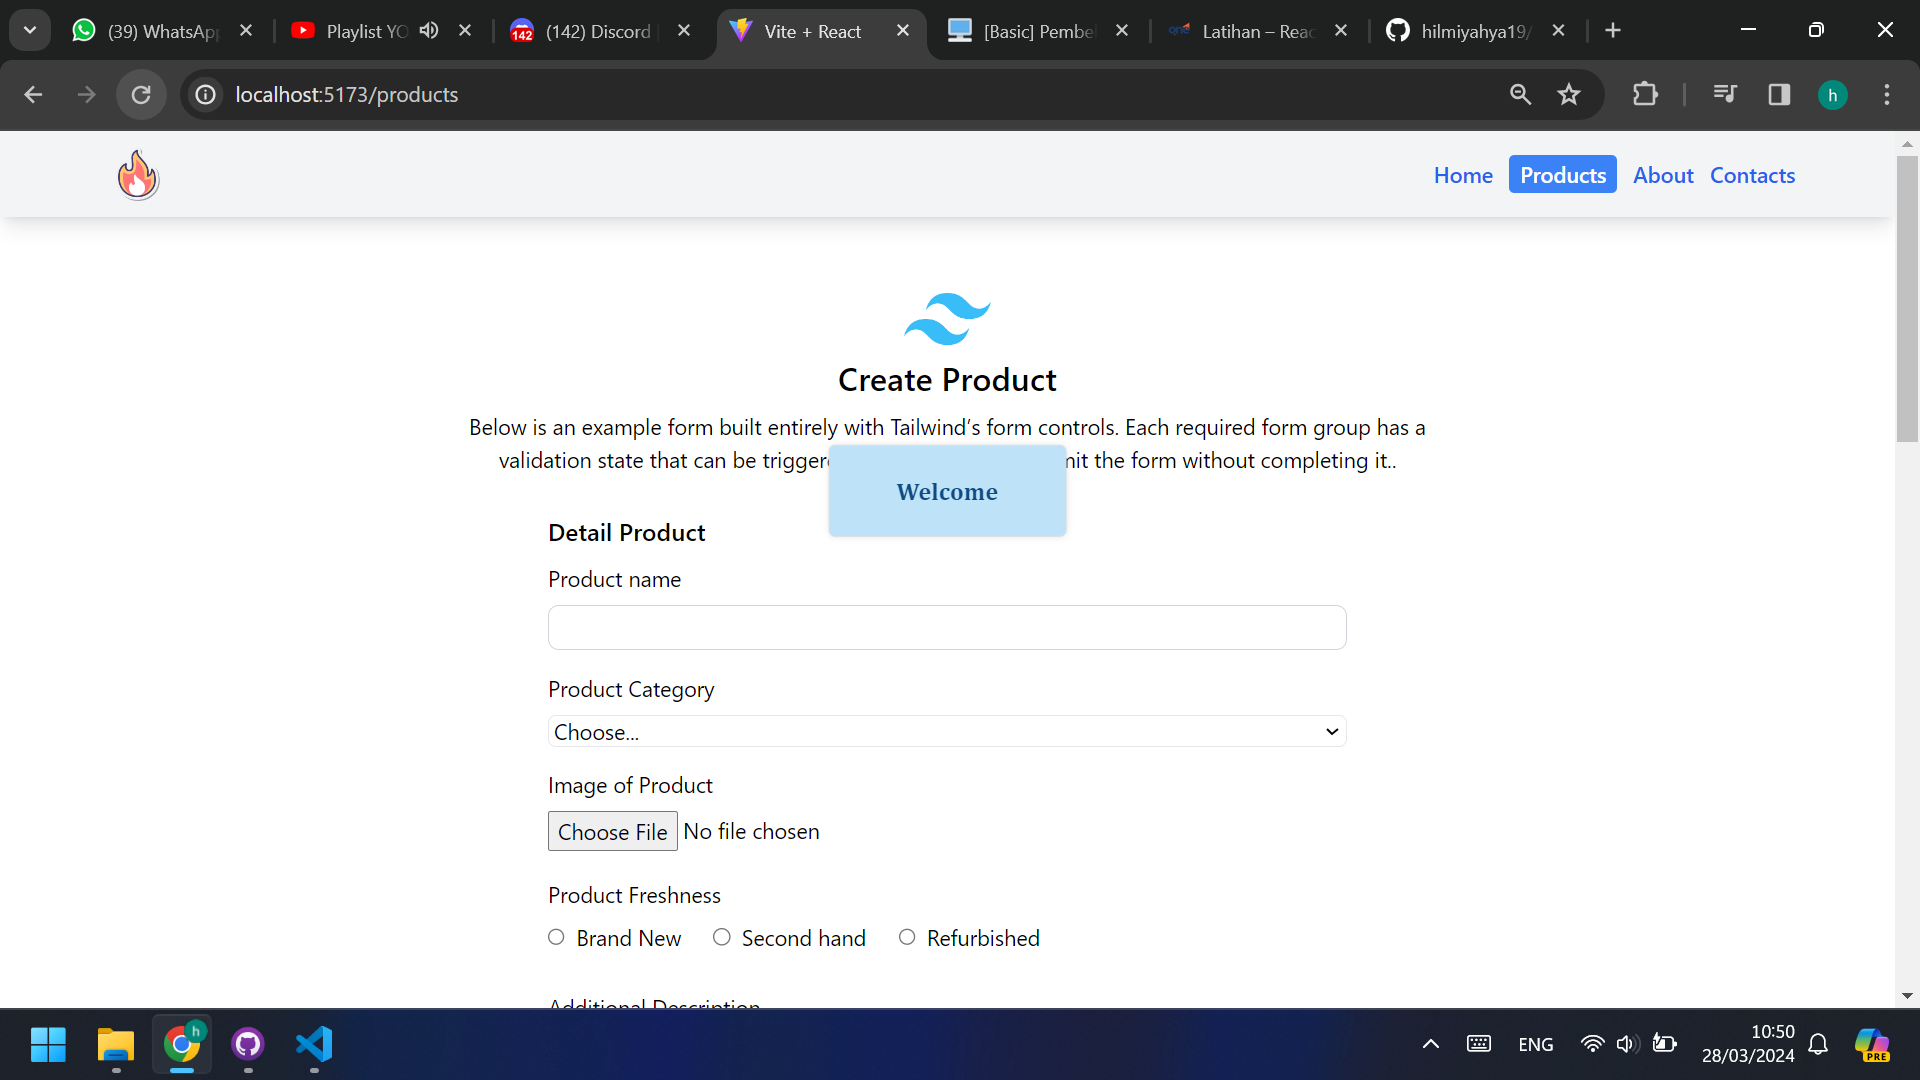 (39) WhatsApp
Playlist YO
(142) Discord
Vite + React
[Basic] Pembe
Latihan – Reac
hilmiyahya19/
localhost:5173/products
h
Home
Products
About
Contacts
Create Product
Below is an example form built entirely with Tailwind's form controls. Each required form group has a
validation state that can be trigger mit the form without completing it..
Welcome
Detail Product
Product name
Product Category
Choose...
Image of Product
Choose File No file chosen
Product Freshness
Brand New
Second hand
Refurbished
Additional Description
h
ENG
10:50
28/03/2024
PRE